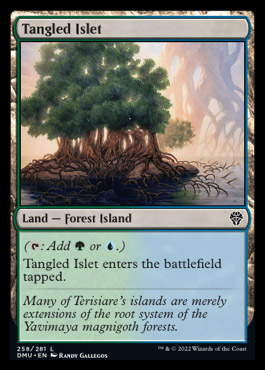 Tangled Islet
Land — Forest Island
(: Add or .)
Tangled Islet enters the battlefield
tapped.
Many of Terisiare's islands are merely
extensions of the root system of the
Yavimaya magnigoth forests.
258/281 L
DMU • EN Randy Gallegos
™ & © 2022 Wizards of the Coast